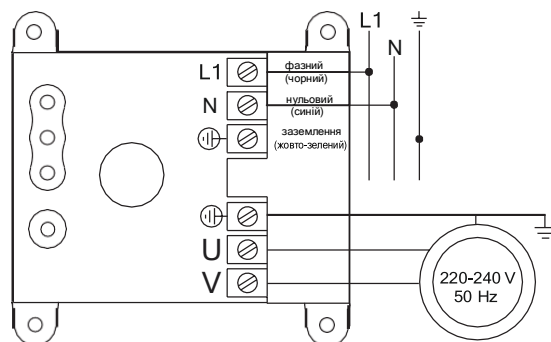 L1
N
L1
фазний
(чорний)
N
нульовий
(синій)
заземлення
(жовто-зелений)
U
V
220-240 V
50 Hz